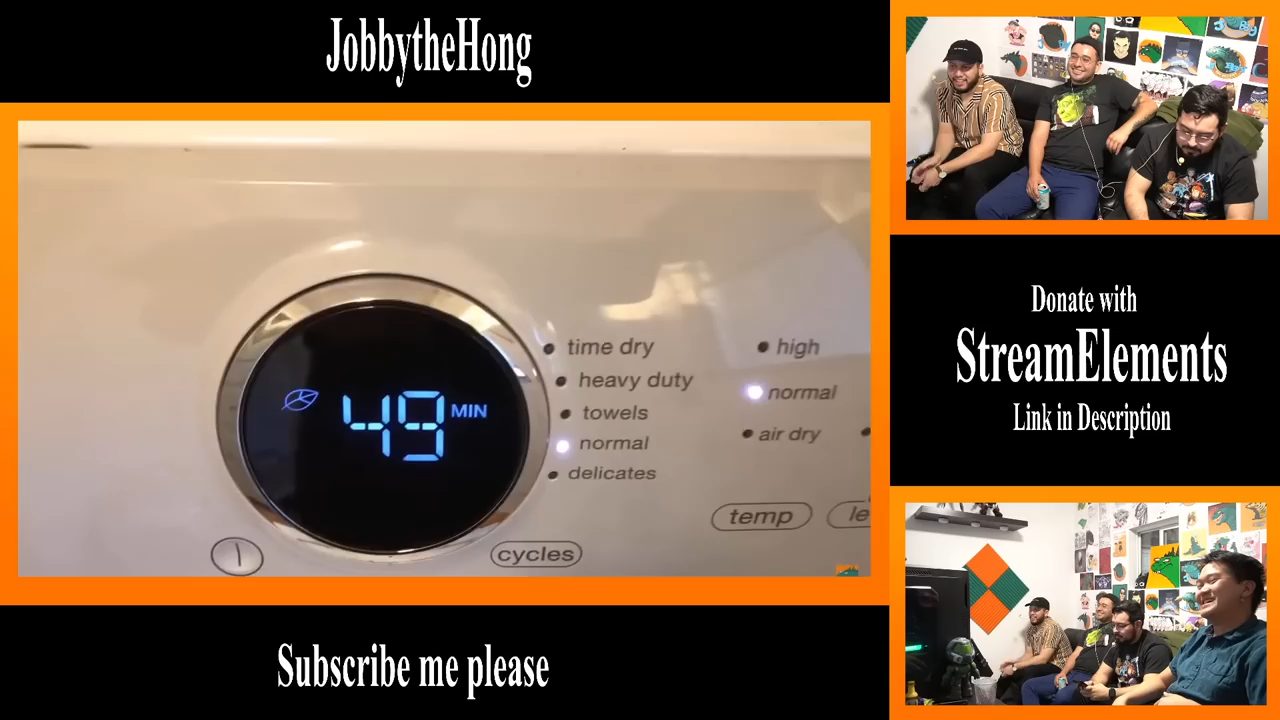 JobbytheHong
time dry
heavy duty
towels
normal
delicates
high
normal
air dry
49 MIN
temp
le
cycles
Subscribe me please
Donate with
StreamElements
Link in Description